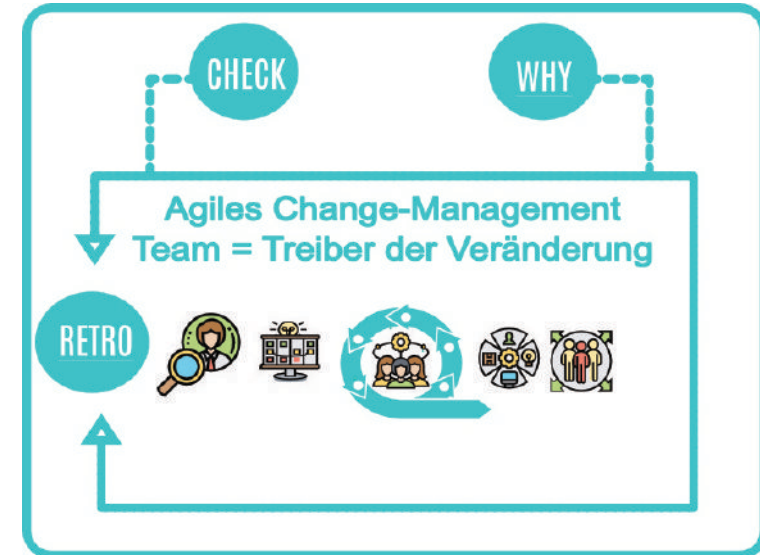 CHECK
WHY
Agiles Change-Management
Team = Treiber der Veränderung
RETRO